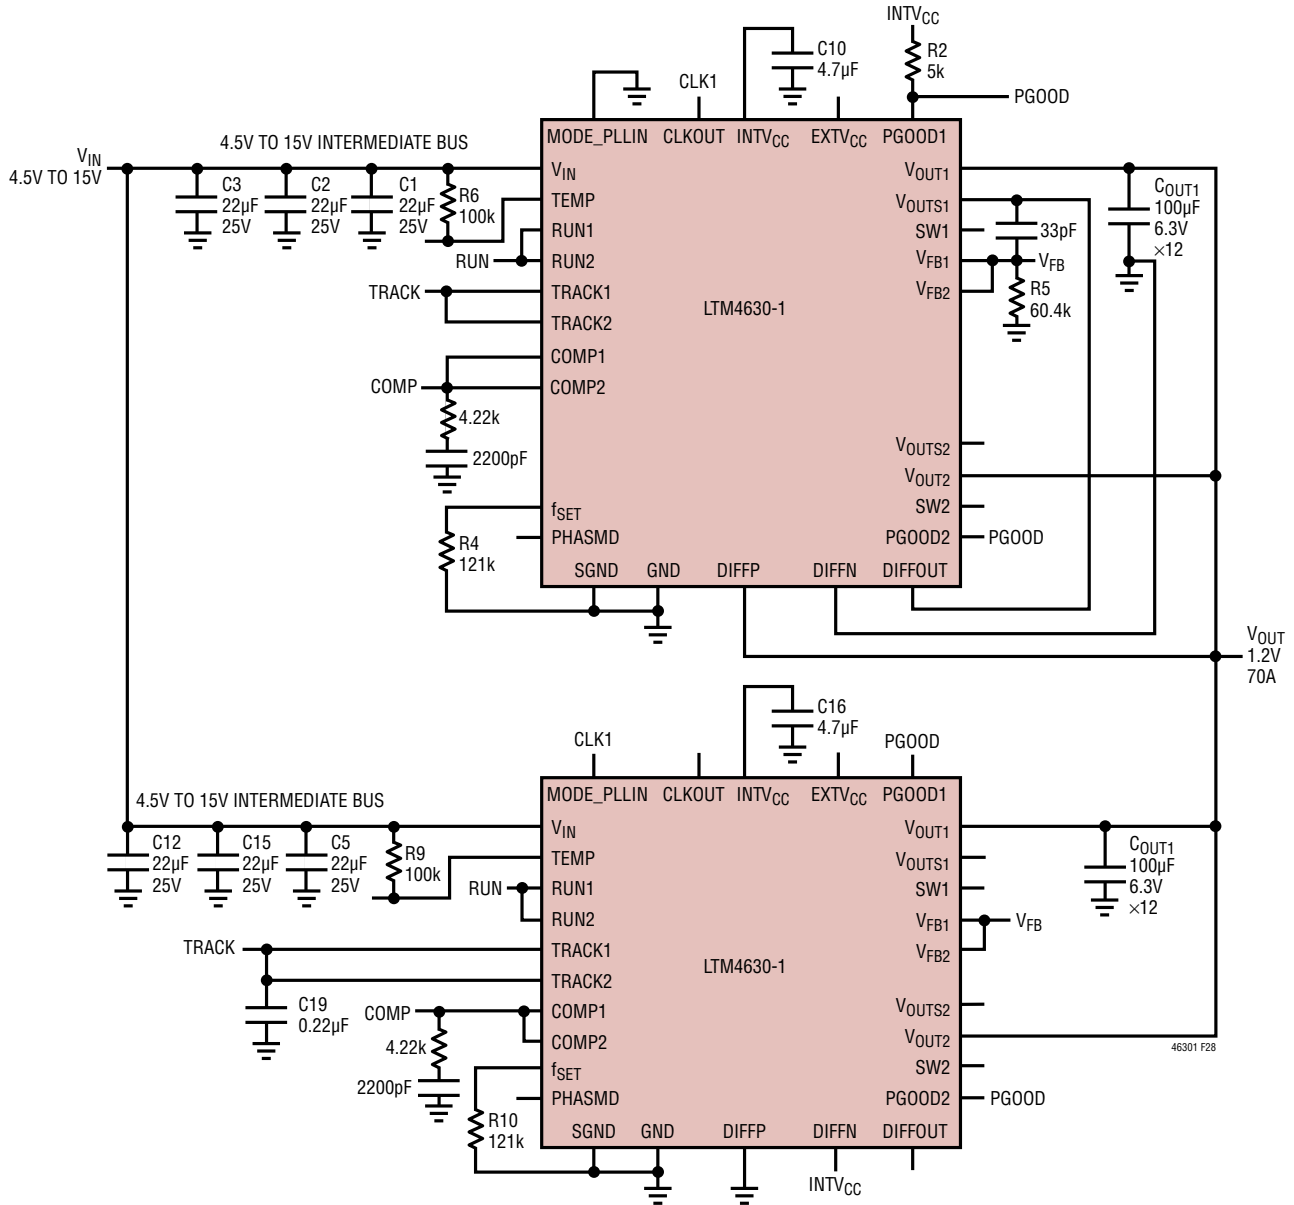 INTVCC
R2
5k
PGOOD
C10
4.7µF
CLK1
MODE_PLLIN CLKOUT INTVCC EXTVCC PGOOD1
4.5V TO 15V INTERMEDIATE BUS
VIN
4.5V TO 15V
C3
22µF
25V
C2
22µF
25V
C1
22µF
25V
R6
100k
RUN
TRACK
COMP
4.22k
2200pF
R4
121k
VIN
TEMP
RUN1
RUN2
TRACK1
TRACK2
COMP1
COMP2
fSET
PHASMD
LTM4630-1
VOUT1
VOUTS1
SW1
VFB1
VFB2
VOUTS2
VOUT2
SW2
PGOOD2
PGOOD
SGND GND DIFFP DIFFN DIFFOUT
33pF
VFB
R5
60.4k
COUT1
100µF
6.3V
×12
VOUT
1.2V
70A
C16
4.7µF
CLK1
PGOOD
MODE_PLLIN CLKOUT INTVCC EXTVCC PGOOD1
4.5V TO 15V INTERMEDIATE BUS
C12
22µF
25V
C15
22µF
25V
C5
22µF
25V
R9
100k
RUN
TRACK
C19
0.22µF
COMP
4.22k
2200pF
R10
121k
VIN
TEMP
RUN1
RUN2
TRACK1
TRACK2
COMP1
COMP2
fSET
PHASMD
LTM4630-1
VOUT1
VOUTS1
SW1
VFB1
VFB2
VOUTS2
VOUT2
SW2
PGOOD2
PGOOD
VFB
COUT1
100µF
6.3V
×12
46301 F28
SGND GND DIFFP DIFFN DIFFOUT
INTVCC